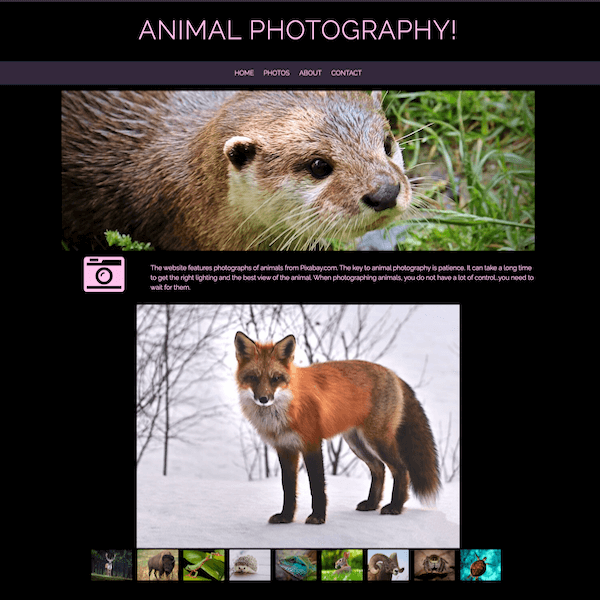 ANIMAL PHOTOGRAPHY!
HOME PHOTOS ABOUT CONTACT
The website features photographs of animals from Pixabay.com. The key to animal photography is patience. It can take a long time
to get the right lighting and the best view of the animal. When photographing animals, you do not have a lot of control...you need to
wait for them.